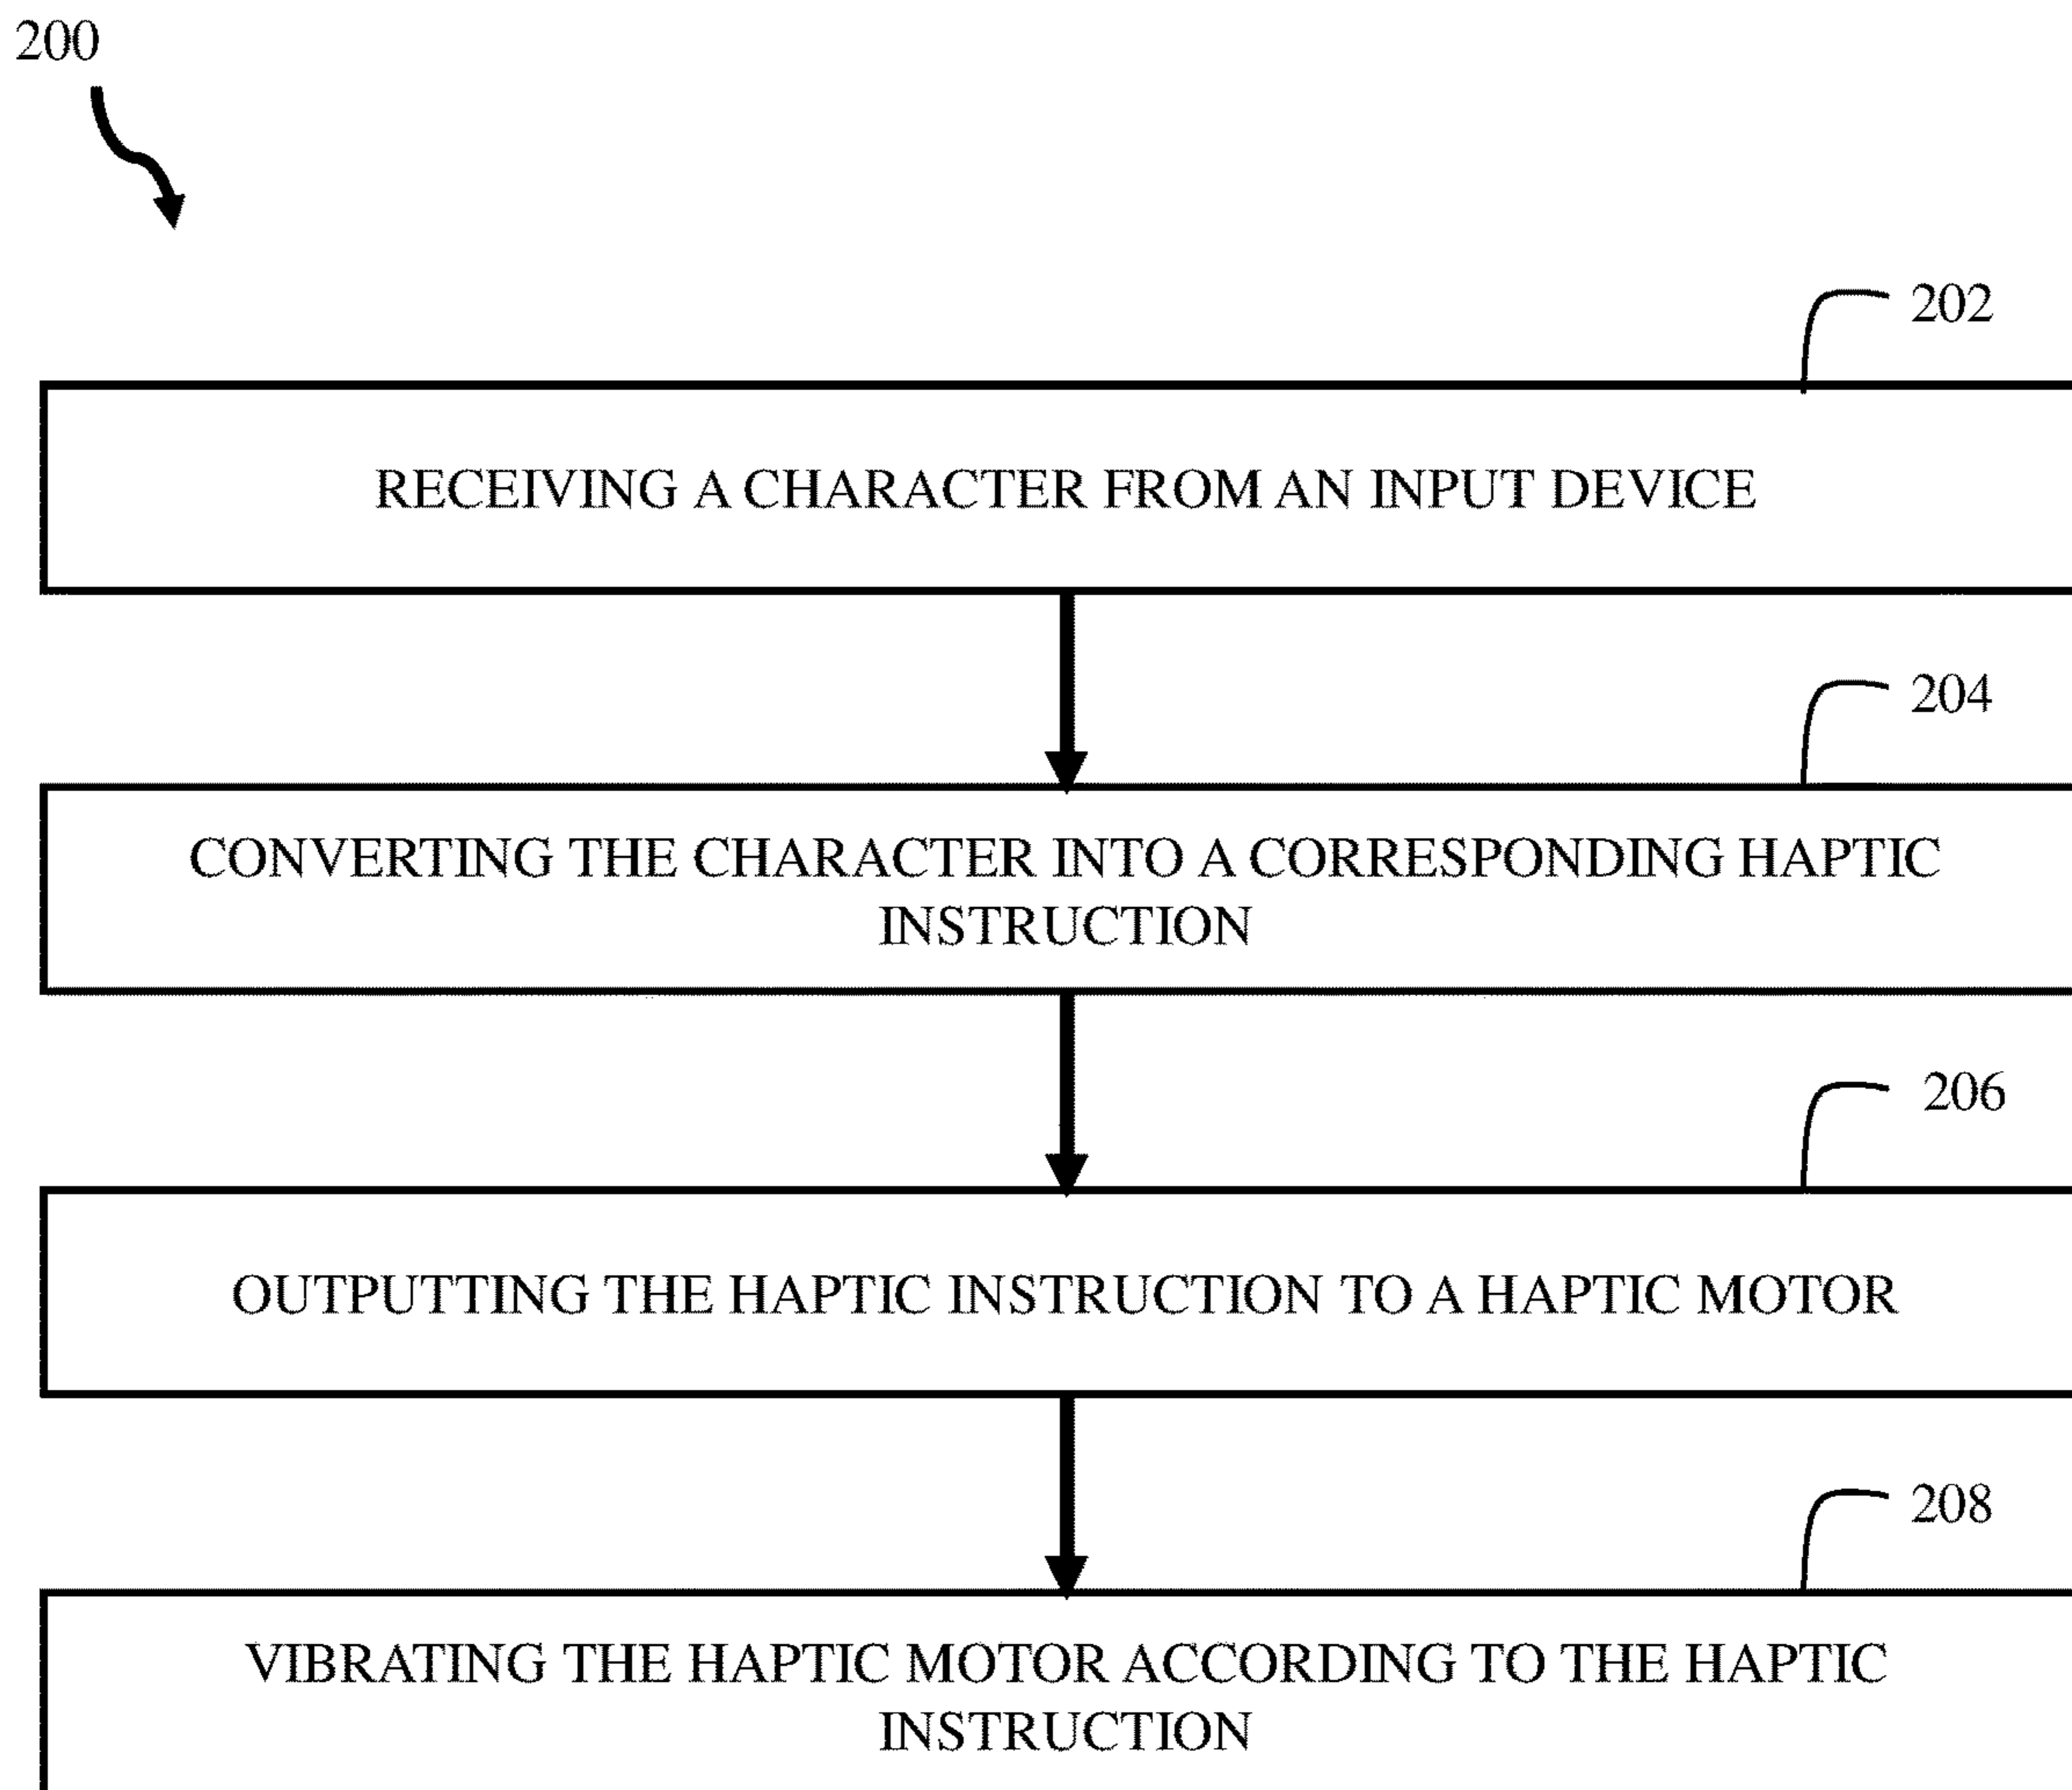 200
202
RECEIVING A CHARACTER FROM AN INPUT DEVICE
204
CONVERTING THE CHARACTER INTO A CORRESPONDING HAPTIC
INSTRUCTION
206
OUTPUTTING THE HAPTIC INSTRUCTION TO A HAPTIC MOTOR
208
VIBRATING THE HAPTIC MOTOR ACCORDING TO THE HAPTIC
INSTRUCTION